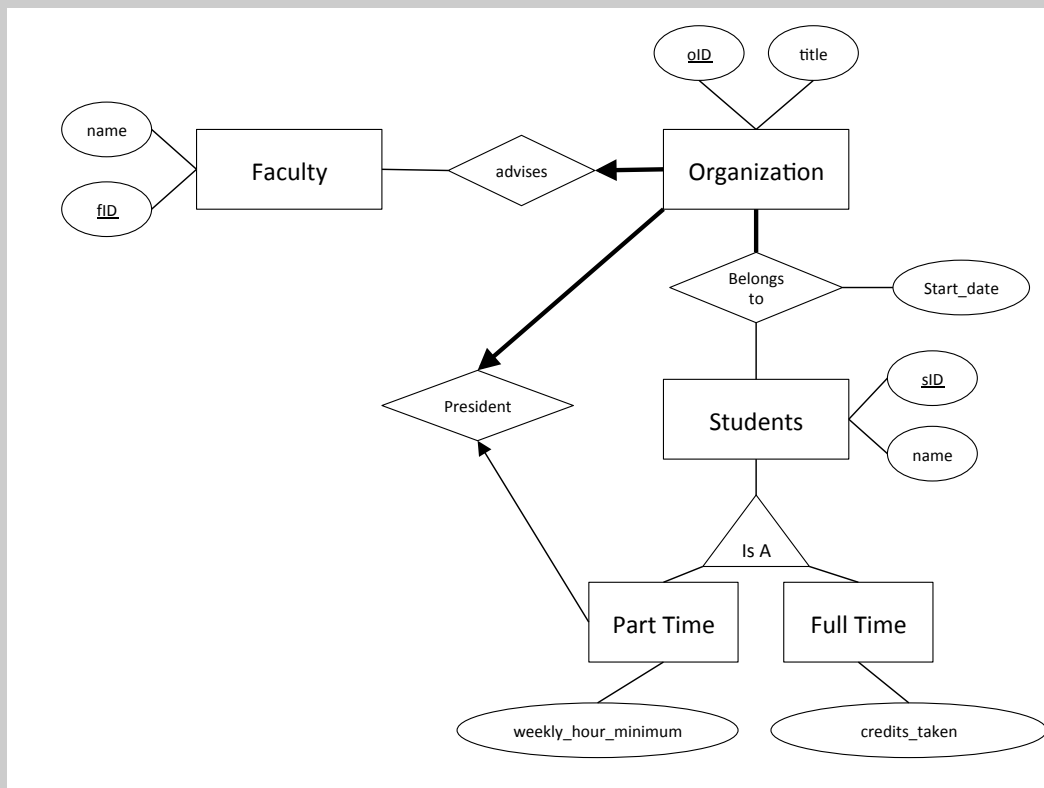 oID
title
name
Faculty
advises
Organization
fID
Belongs
to
Start_date
sID
President
Students
name
Is A
Part Time
Full Time
weekly_hour_minimum
credits_taken